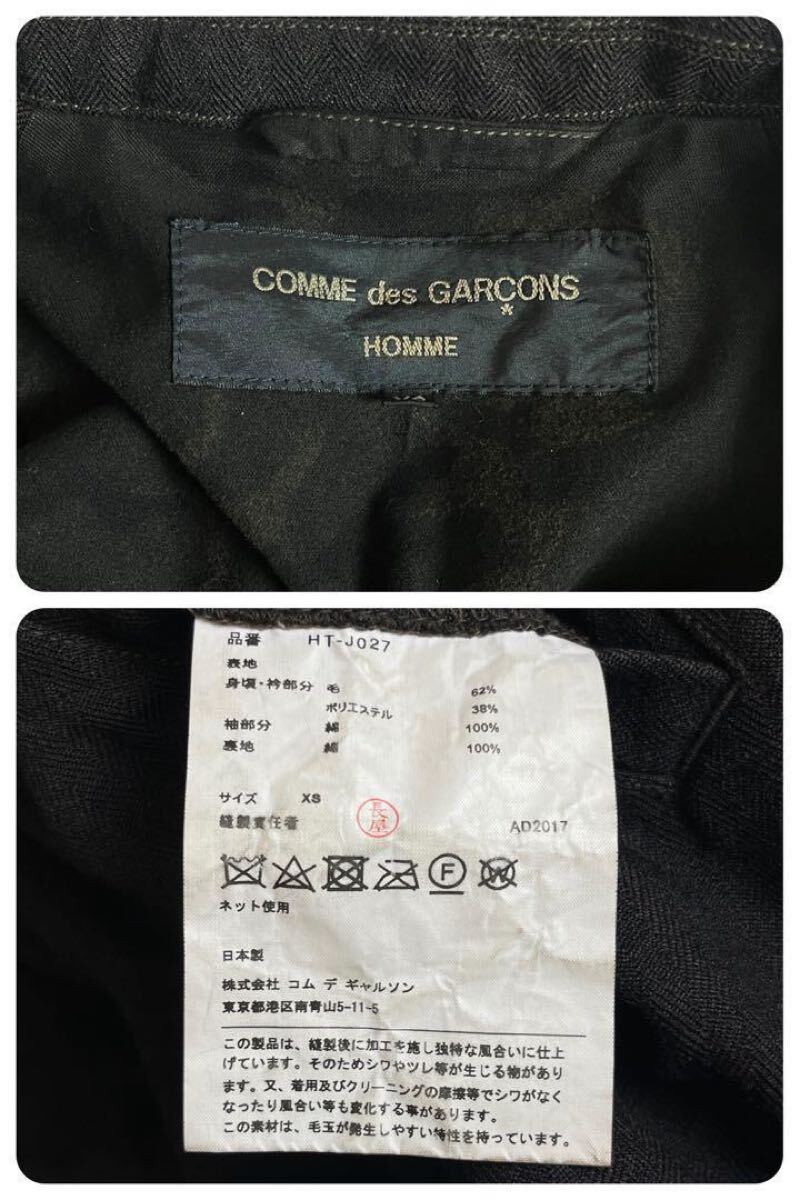 COMME des GARÇONS
*
HOMME
品番 HT-J027
表地
身頃・衿部分 毛 62%
ポリエステル 38%
袖部分 綿 100%
裏地 綿 100%
サイズ XS
縫製責任者 長屋 AD2017
F W
ネット使用
日本製
株式会社 コム デ ギャルソン
東京都港区南青山5-11-5
この製品は、縫製後に加工を施し独特な風合いに仕上
げています。そのためシワやツレ等が生じる物があり
ます。又、着用及びクリーニングの摩擦等でシワがなく
なったり風合い等も変化する事があります。
この素材は、毛玉が発生しやすい特性を持っています。